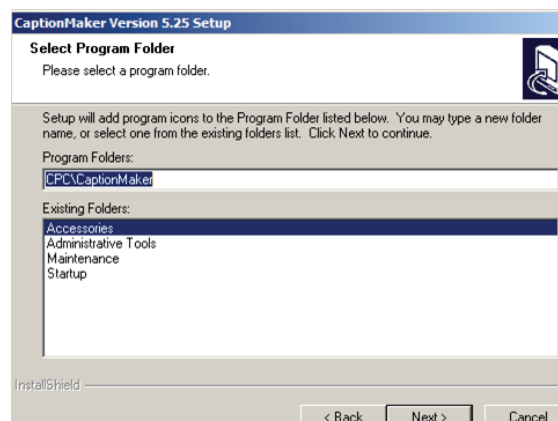 CaptionMaker Version 5.25 Setup
Select Program Folder
Please select a program folder.
Setup will add program icons to the Program Folder listed below. You may type a new folder
name, or select one from the existing folders list. Click Next to continue.
Program Folders:
CPC\CaptionMaker
Existing Folders:
Accessories
Administrative Tools
Maintenance
Startup
InstallShield
< Back
Next >
Cancel